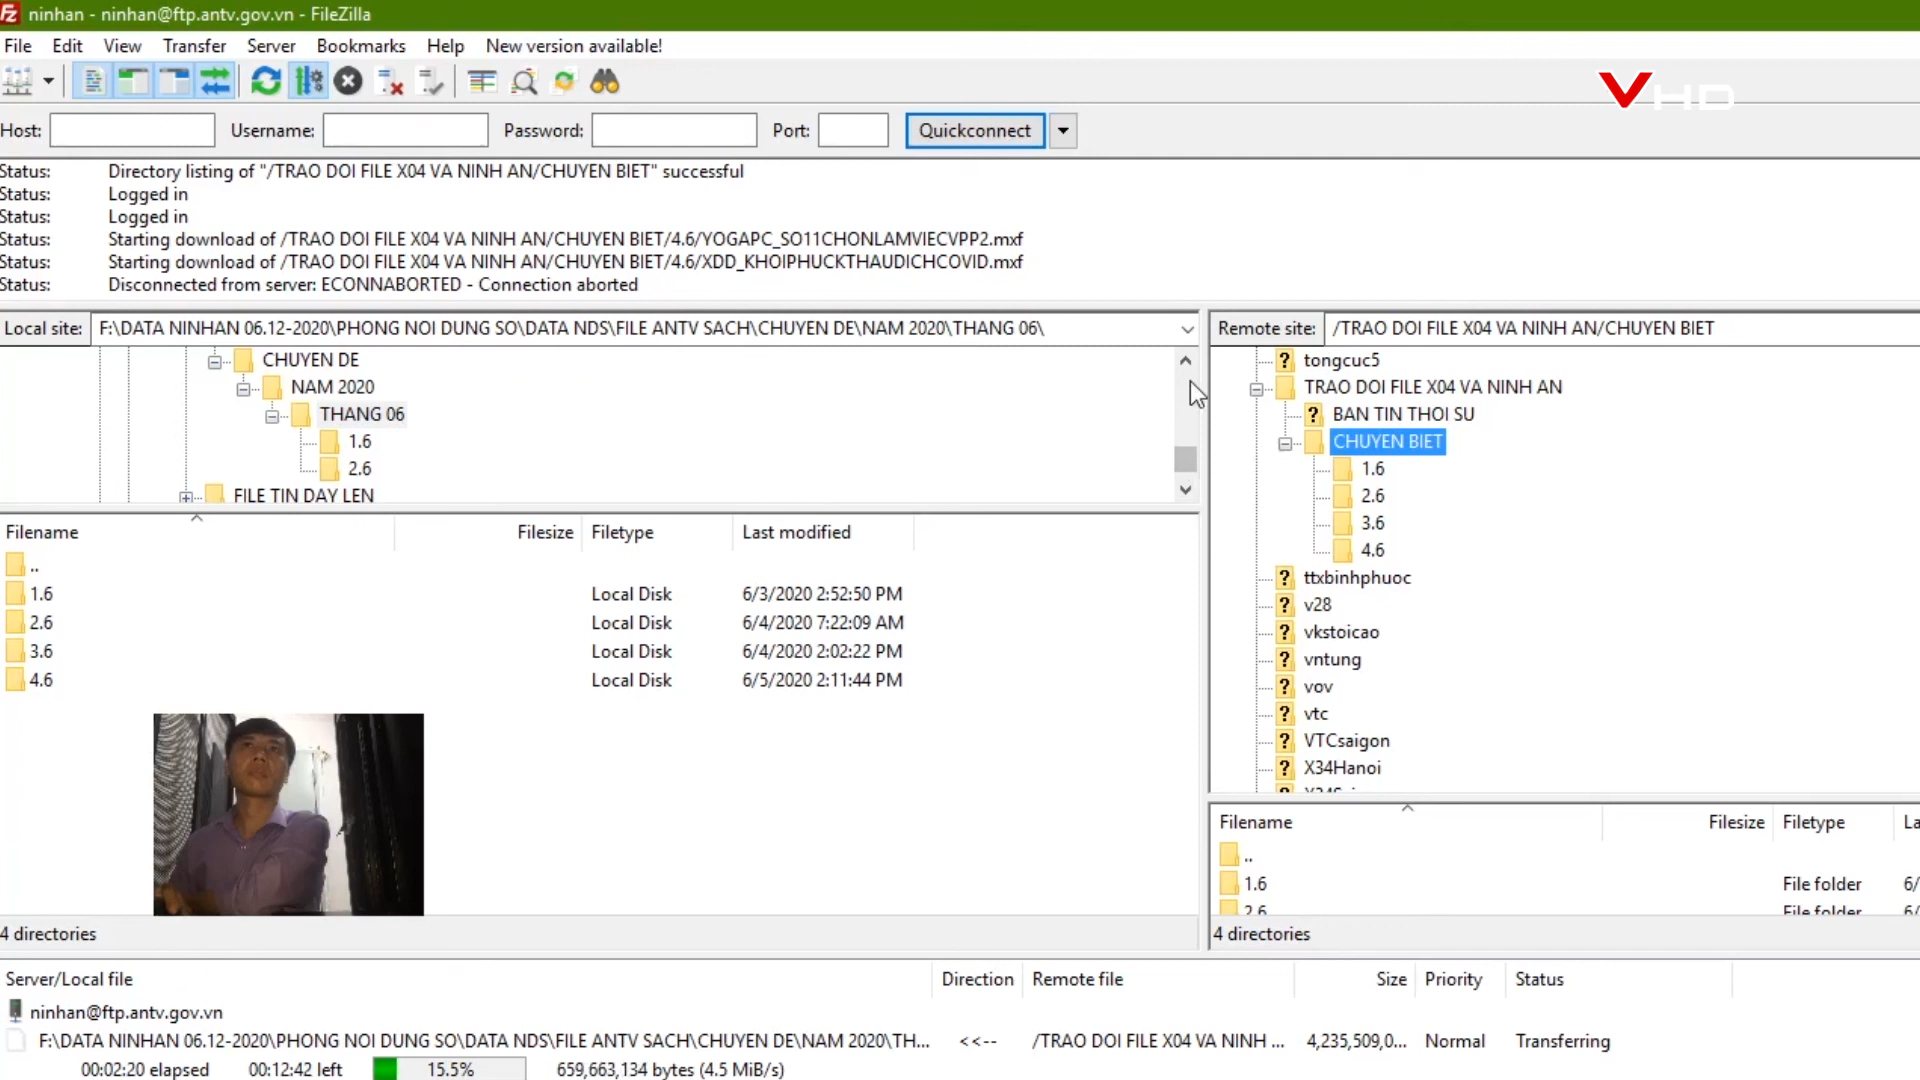 ninhan - ninhan@ftp.antv.gov.vn - FileZilla
File Edit View Transfer Server Bookmarks Help New version available!
V HD
Host: Username: Password: Port: Quickconnect
Status: Directory listing of "/TRAO DOI FILE X04 VA NINH AN/CHUYEN BIET" successful
Status: Logged in
Status: Logged in
Status: Starting download of /TRAO DOI FILE X04 VA NINH AN/CHUYEN BIET/4.6/YOGAPC_SO11CHONLAMVIECVPP2.mxf
Status: Starting download of /TRAO DOI FILE X04 VA NINH AN/CHUYEN BIET/4.6/XDD_KHOIPHUCKTHAUDICHCOVID.mxf
Status: Disconnected from server: ECONNABORTED - Connection aborted
Local site: F:\DATA NINHAN 06.12-2020\PHONG NOI DUNG SO\DATA NDS\FILE ANTV SACH\CHUYEN DE\NAM 2020\THANG 06\
CHUYEN DE
NAM 2020
THANG 06
1.6
2.6
FILE TIN DAY LEN
Filename Filesize Filetype Last modified
..
1.6 Local Disk 6/3/2020 2:52:50 PM
2.6 Local Disk 6/4/2020 7:22:09 AM
3.6 Local Disk 6/4/2020 2:02:22 PM
4.6 Local Disk 6/5/2020 2:11:44 PM
4 directories
Remote site: /TRAO DOI FILE X04 VA NINH AN/CHUYEN BIET
tongcuc5
TRAO DOI FILE X04 VA NINH AN
BAN TIN THOI SU
CHUYEN BIET
1.6
2.6
3.6
4.6
ttxbinhphuoc
v28
vkstoicao
vntung
vov
vtc
VTCsaigon
X34Hanoi
Filename Filesize Filetype La
..
1.6 File folder 6/
2.6 File folder 6/
4 directories
Server/Local file Direction Remote file Size Priority Status
ninhan@ftp.antv.gov.vn
F:\DATA NINHAN 06.12-2020\PHONG NOI DUNG SO\DATA NDS\FILE ANTV SACH\CHUYEN DE\NAM 2020\TH... <<-- /TRAO DOI FILE X04 VA NINH ... 4,235,509,0... Normal Transferring
00:02:20 elapsed 00:12:42 left 15.5% 659,663,134 bytes (4.5 MiB/s)